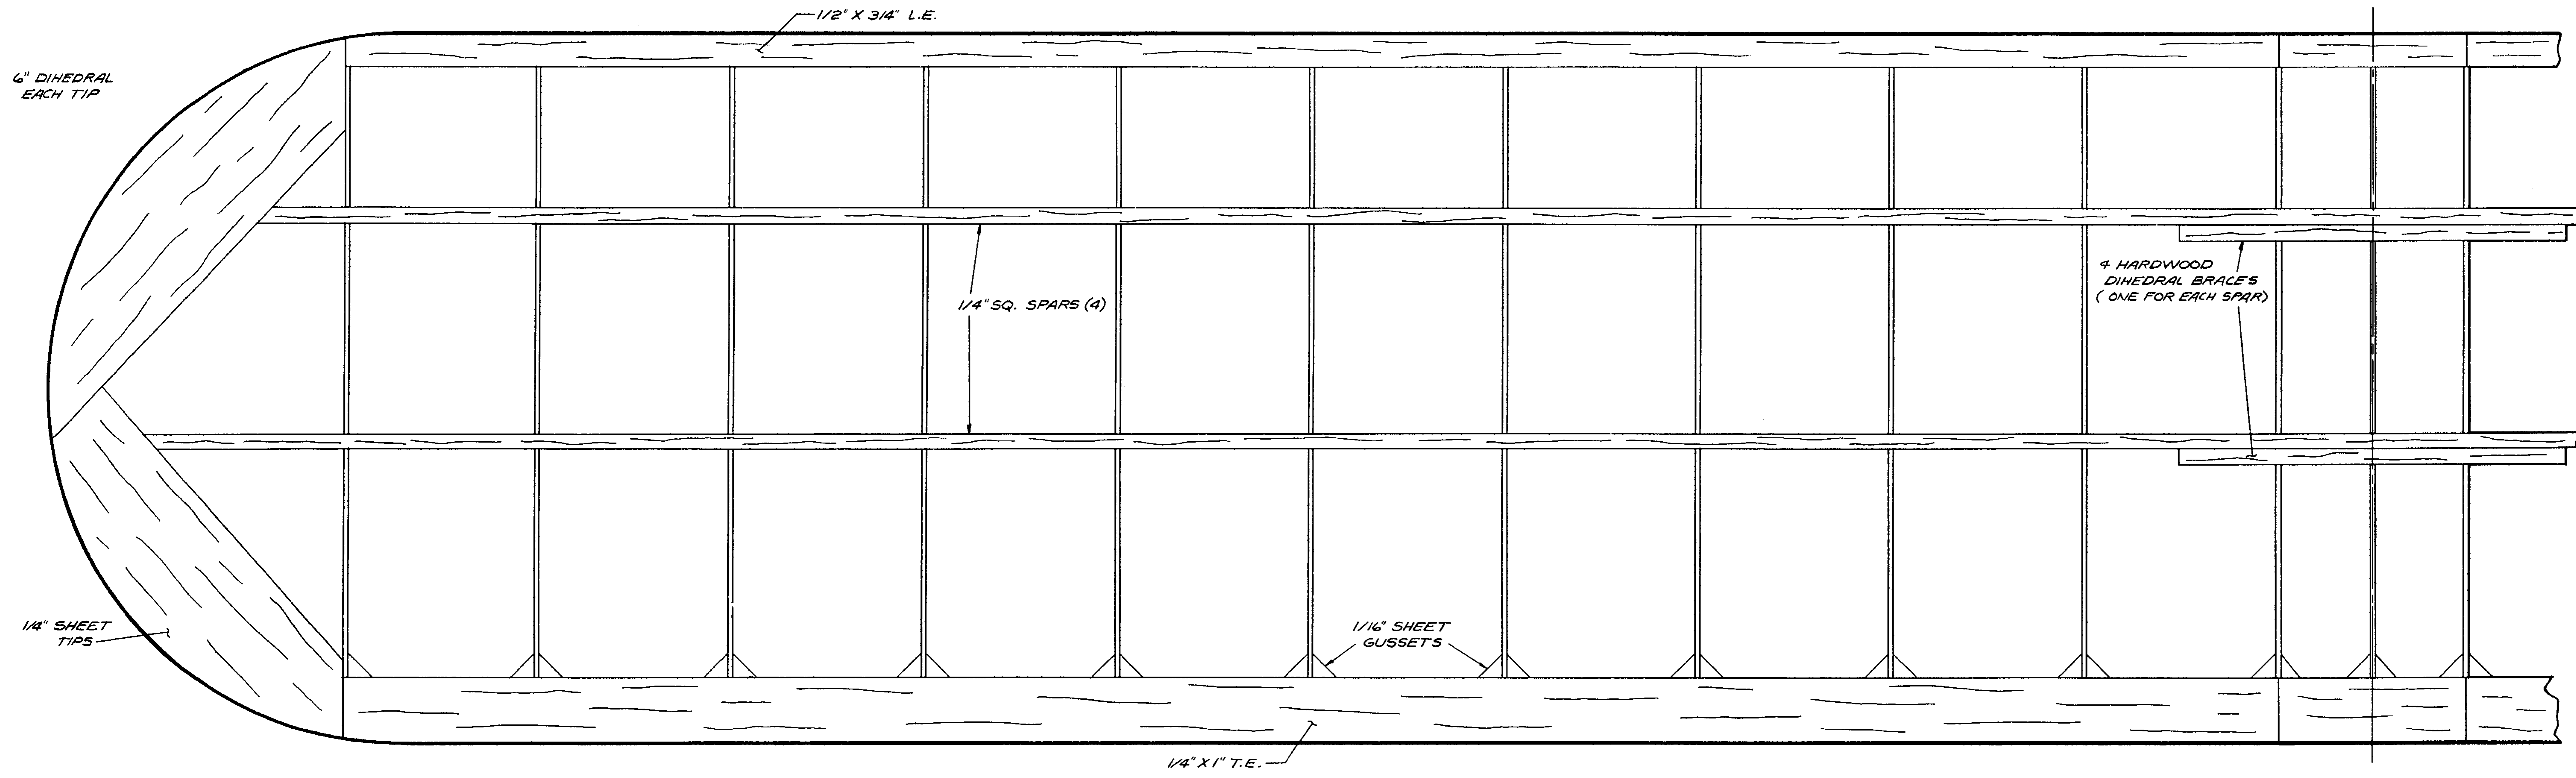 1/2" X 3/4" L.E.
6" DIHEDRAL
EACH TIP
4 HARDWOOD
DIHEDRAL BRACES
( ONE FOR EACH SPAR)
1/4" SQ. SPARS (4)
1/4" SHEET
TIPS
1/16" SHEET
GUSSETS
1/4" X 1" T.E.